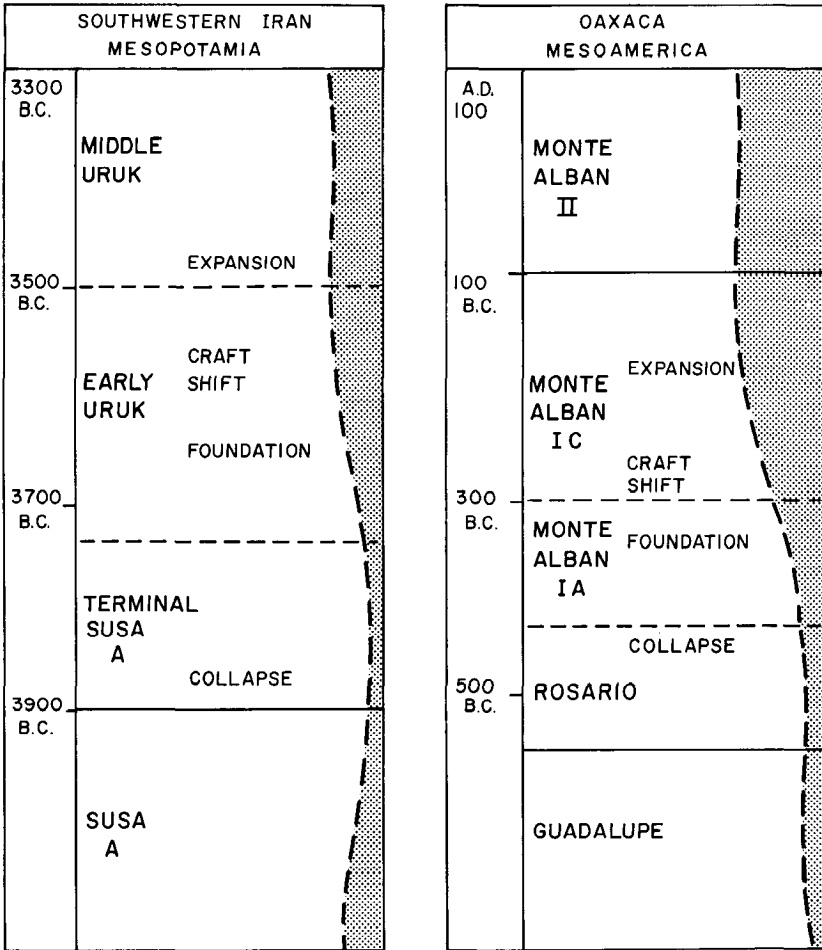 SOUTHWESTERN IRAN
MESOPOTAMIA
3300
B.C.
MIDDLE
URUK
EXPANSION
3500
B.C.
CRAFT
SHIFT
EARLY
URUK
FOUNDATION
3700
B.C.
TERMINAL
SUSA
A
COLLAPSE
3900
B.C.
SUSA
A
OAXACA
MESOAMERICA
A.D.
100
MONTE
ALBAN
II
100
B.C.
EXPANSION
MONTE
ALBAN
I C
CRAFT
SHIFT
300
B.C.
MONTE
ALBAN
I A
FOUNDATION
COLLAPSE
500
B.C.
ROSARIO
GUADALUPE